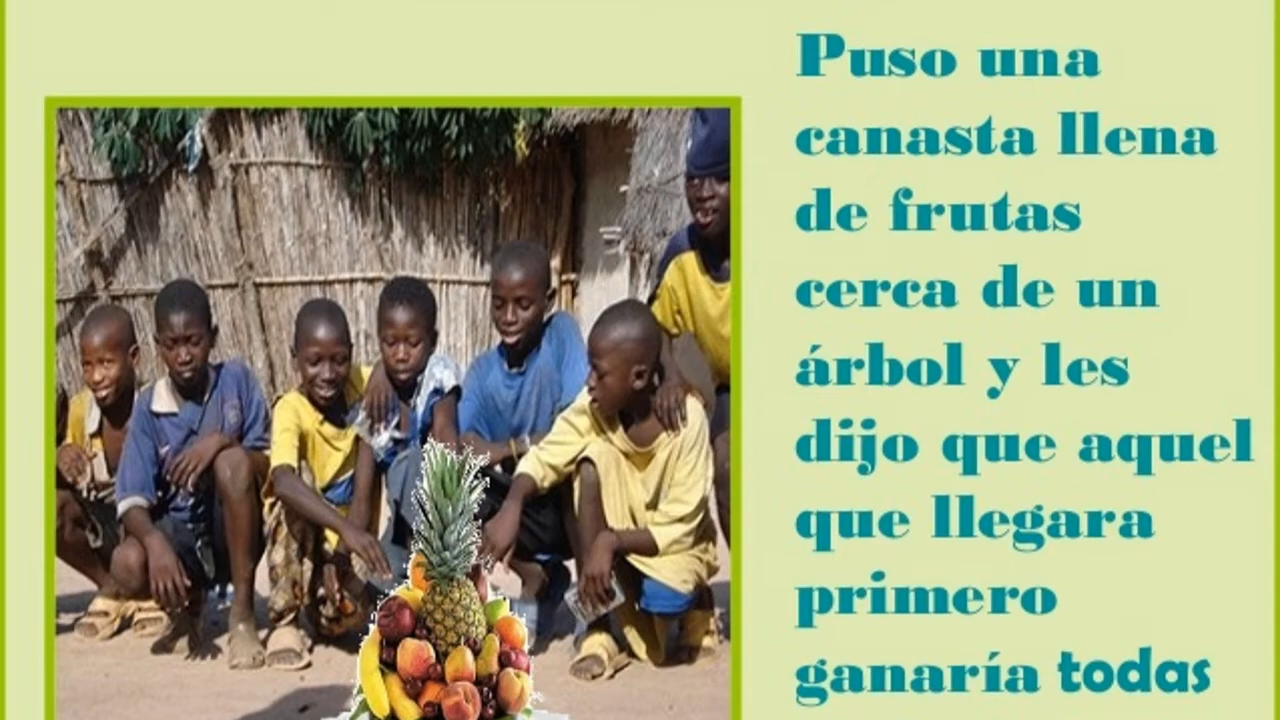 Puso una
canasta llena
de frutas
cerca de un
árbol y les
dijo que aquel
que llegara
primero
ganaría todas